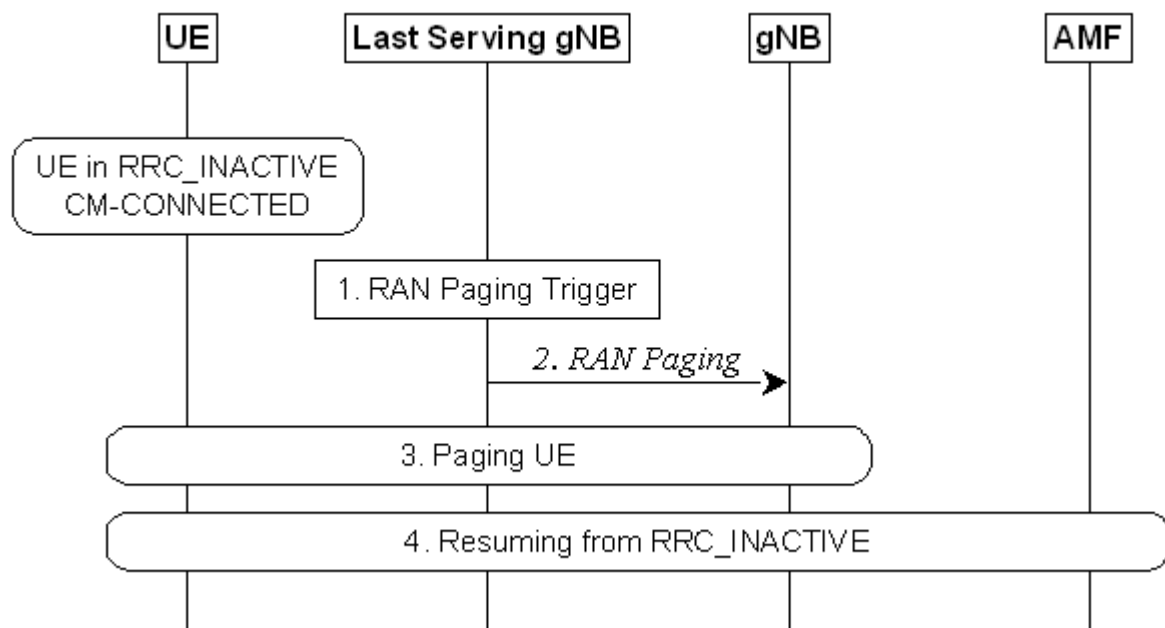 UE
Last Serving gNB
gNB
AMF
UE in RRC_INACTIVE
CM-CONNECTED
1. RAN Paging Trigger
2. RAN Paging
3. Paging UE
4. Resuming from RRC_INACTIVE